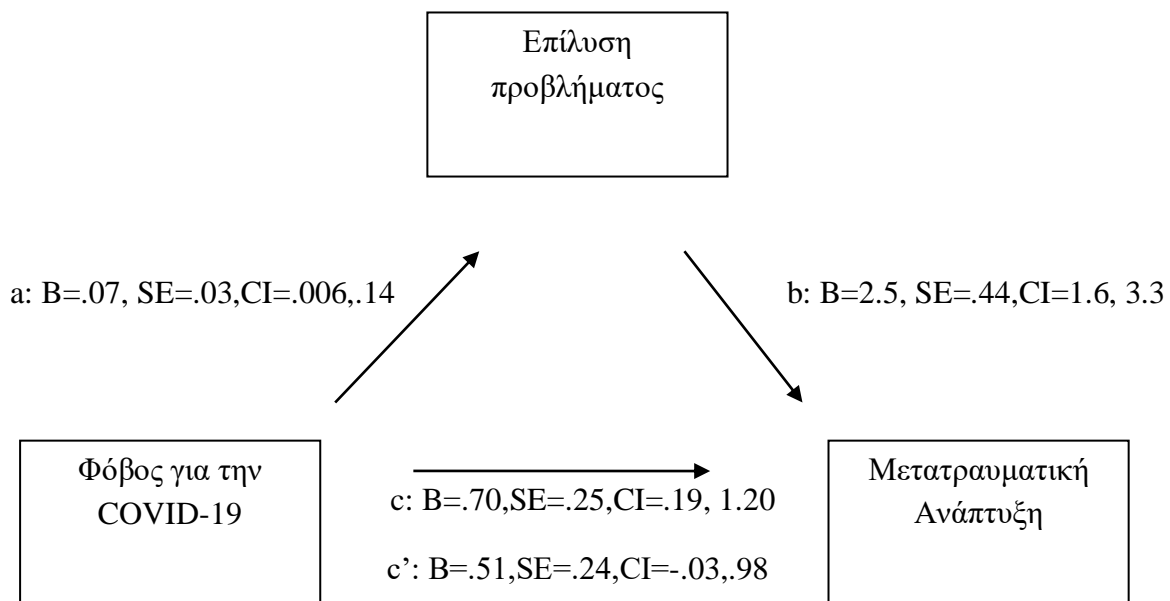 Επίλυση
προβλήματος
a: B=.07, SE=.03,CI=.006,.14
b: B=2.5, SE=.44,CI=1.6, 3.3
Φόβος για την
COVID-19
c: B=.70,SE=.25,CI=.19, 1.20
c’: B=.51,SE=.24,CI=-.03,.98
Μετατραυματική
Ανάπτυξη